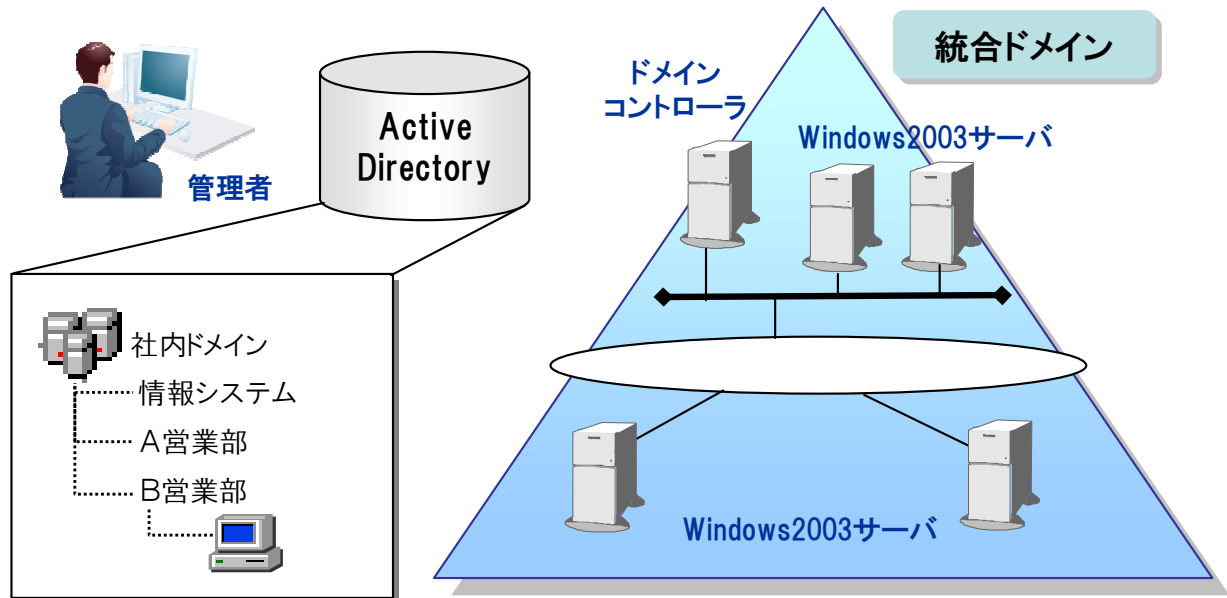 統合ドメイン
ドメイン
コントローラ
Windows2003サーバ
Active
Directory
管理者
社内ドメイン
情報システム
A営業部
B営業部
Windows2003サーバ